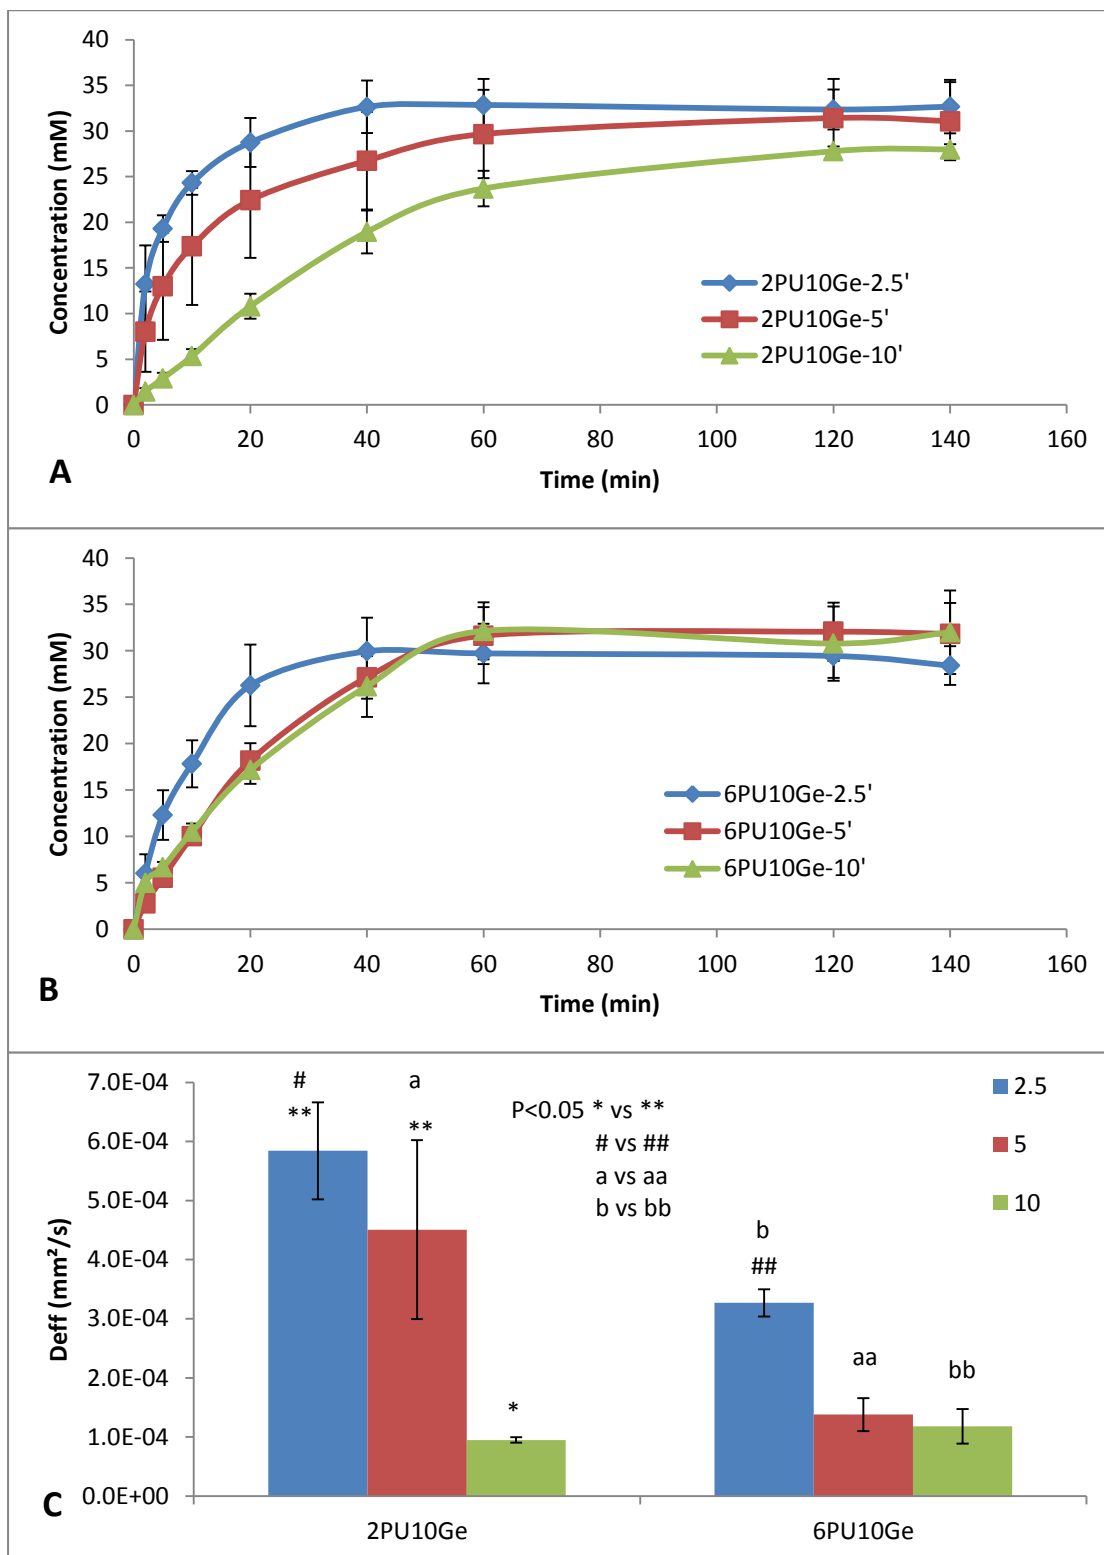 40
35
30
25
20
15
10
5
0
Concentration (mM)
2PU10Ge-2.5'
2PU10Ge-5'
2PU10Ge-10'
0 20 40 60 80 100 120 140 160
Time (min)
A
40
35
30
25
20
15
10
5
0
Concentration (mM)
6PU10Ge-2.5'
6PU10Ge-5'
6PU10Ge-10'
0 20 40 60 80 100 120 140 160
Time (min)
B
7.0E-04
6.0E-04
5.0E-04
4.0E-04
3.0E-04
2.0E-04
1.0E-04
0.0E+00
Deff (mm²/s)
# a
** **
*
P<0.05 * vs **
# vs ##
a vs aa
b vs bb
b
##
aa
bb
2.5
5
10
2PU10Ge 6PU10Ge
C